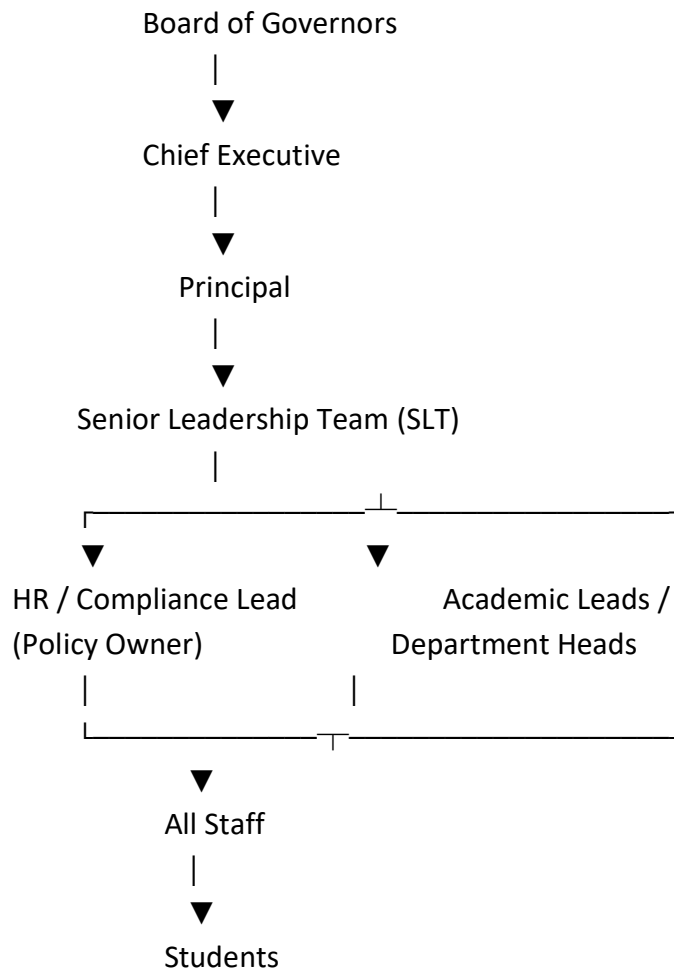 Board of Governors
Chief Executive
Principal
Senior Leadership Team (SLT)
HR / Compliance Lead Academic Leads /
(Policy Owner) Department Heads
All Staff
Students